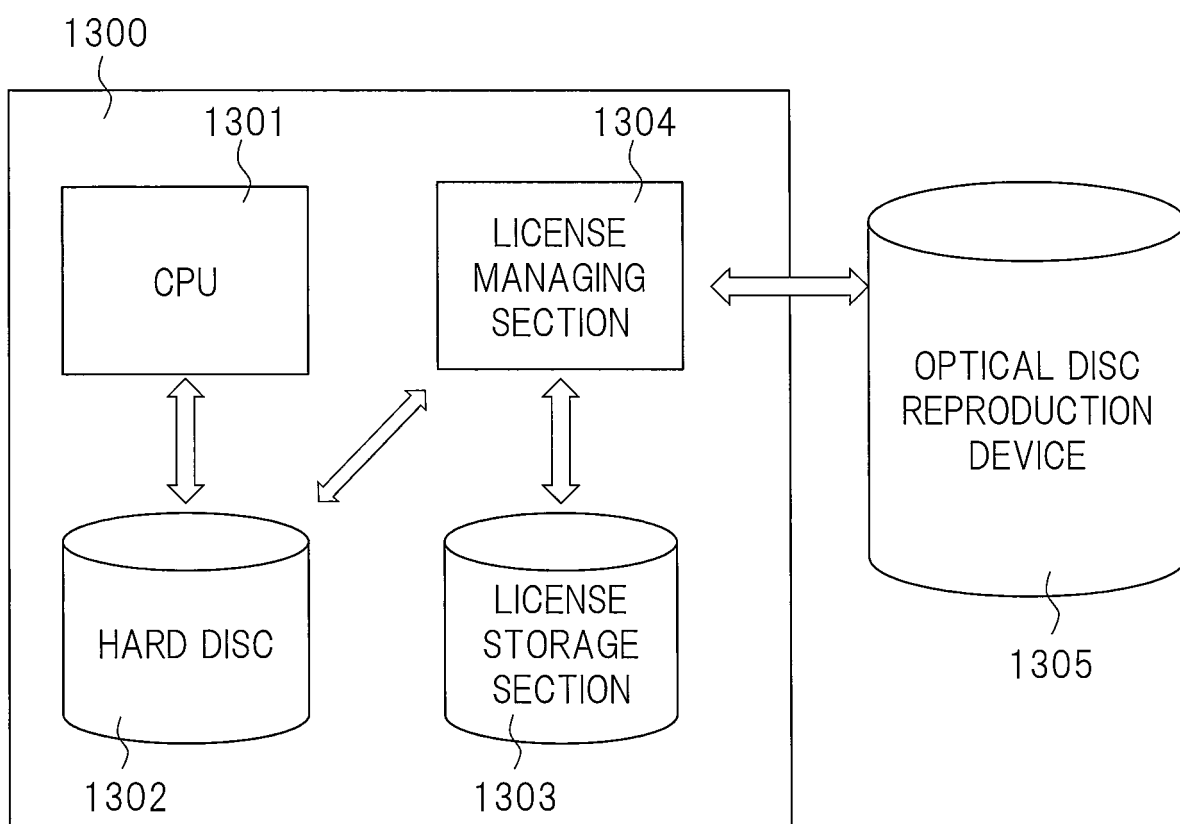 1300
1301
1304
CPU
LICENSE
MANAGING
SECTION
OPTICAL DISC
REPRODUCTION
DEVICE
HARD DISC
LICENSE
STORAGE
SECTION
1305
1302
1303